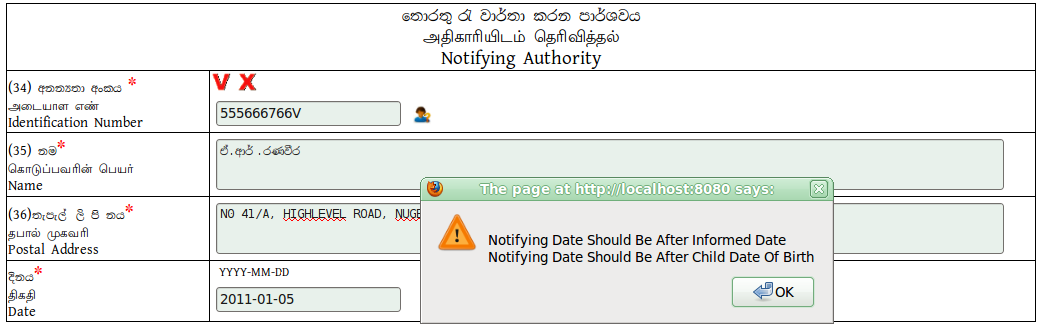 තොරතු රු වාර්තා කරන පාර්ශවය
அதிகாரியிடம் தெரிவித்தல்
Notifying Authority
(34) අනන්‍යතා අංකය *
அடையாள எண்
Identification Number
V X
555666766V
(35) නම*
கொடுப்பவரின் பெயர்
Name
ඒ.ආර් .රණවීර
(36)තැපැල් ලි පි නය*
தபால் முகவரி
Postal Address
N0 41/A, HIGHLEVEL ROAD,
දිනය*
திகதி
Date
YYYY-MM-DD
2011-01-05
The page at http://localhost:8080 says:
Notifying Date Should Be After Informed Date
Notifying Date Should Be After Child Date Of Birth
OK